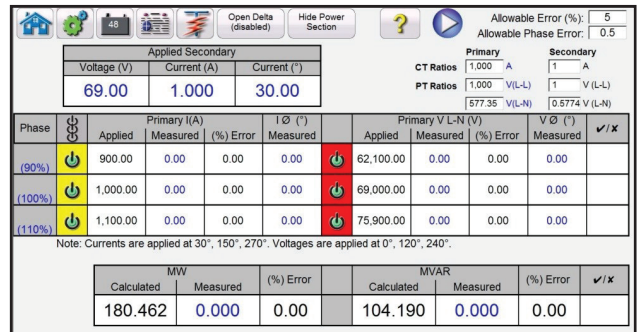 48
Open Delta (disabled)
Hide Power Section
?
Allowable Error (%): 5
Allowable Phase Error: 0.5
Applied Secondary
Voltage (V) Current (A) Current (°)
69.00 1.000 30.00
Primary Secondary
CT Ratios 1,000 A 1 A
PT Ratios 1,000 V(L-L) 1 V (L-L)
577.35 V(L-N) 0.5774 V (L-N)
Phase Primary I(A) I Ø (°) Primary V L-N (V) V Ø (°) ✔/✘
Applied Measured (%) Error Measured Applied Measured (%) Error Measured
(90%) 900.00 0.00 0.00 0.00 62,100.00 0.00 0.00 0.00
(100%) 1,000.00 0.00 0.00 0.00 69,000.00 0.00 0.00 0.00
(110%) 1,100.00 0.00 0.00 0.00 75,900.00 0.00 0.00 0.00
Note: Currents are applied at 30°, 150°, 270°. Voltages are applied at 0°, 120°, 240°.
MW (%) Error MVAR (%) Error ✔/✘
Calculated Measured Calculated Measured
180.462 0.000 0.00 104.190 0.000 0.00